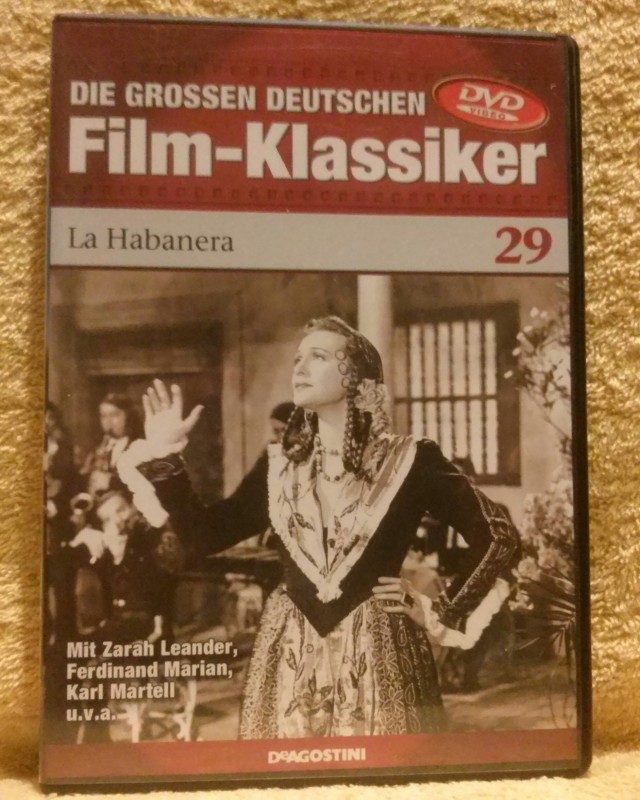 DIE GROSSEN DEUTSCHEN
DVD
VIDEO
Film-Klassiker
La Habanera
29
Mit Zarah Leander,
Ferdinand Marian,
Karl Martell
u.v.a.
DeAGOSTINI